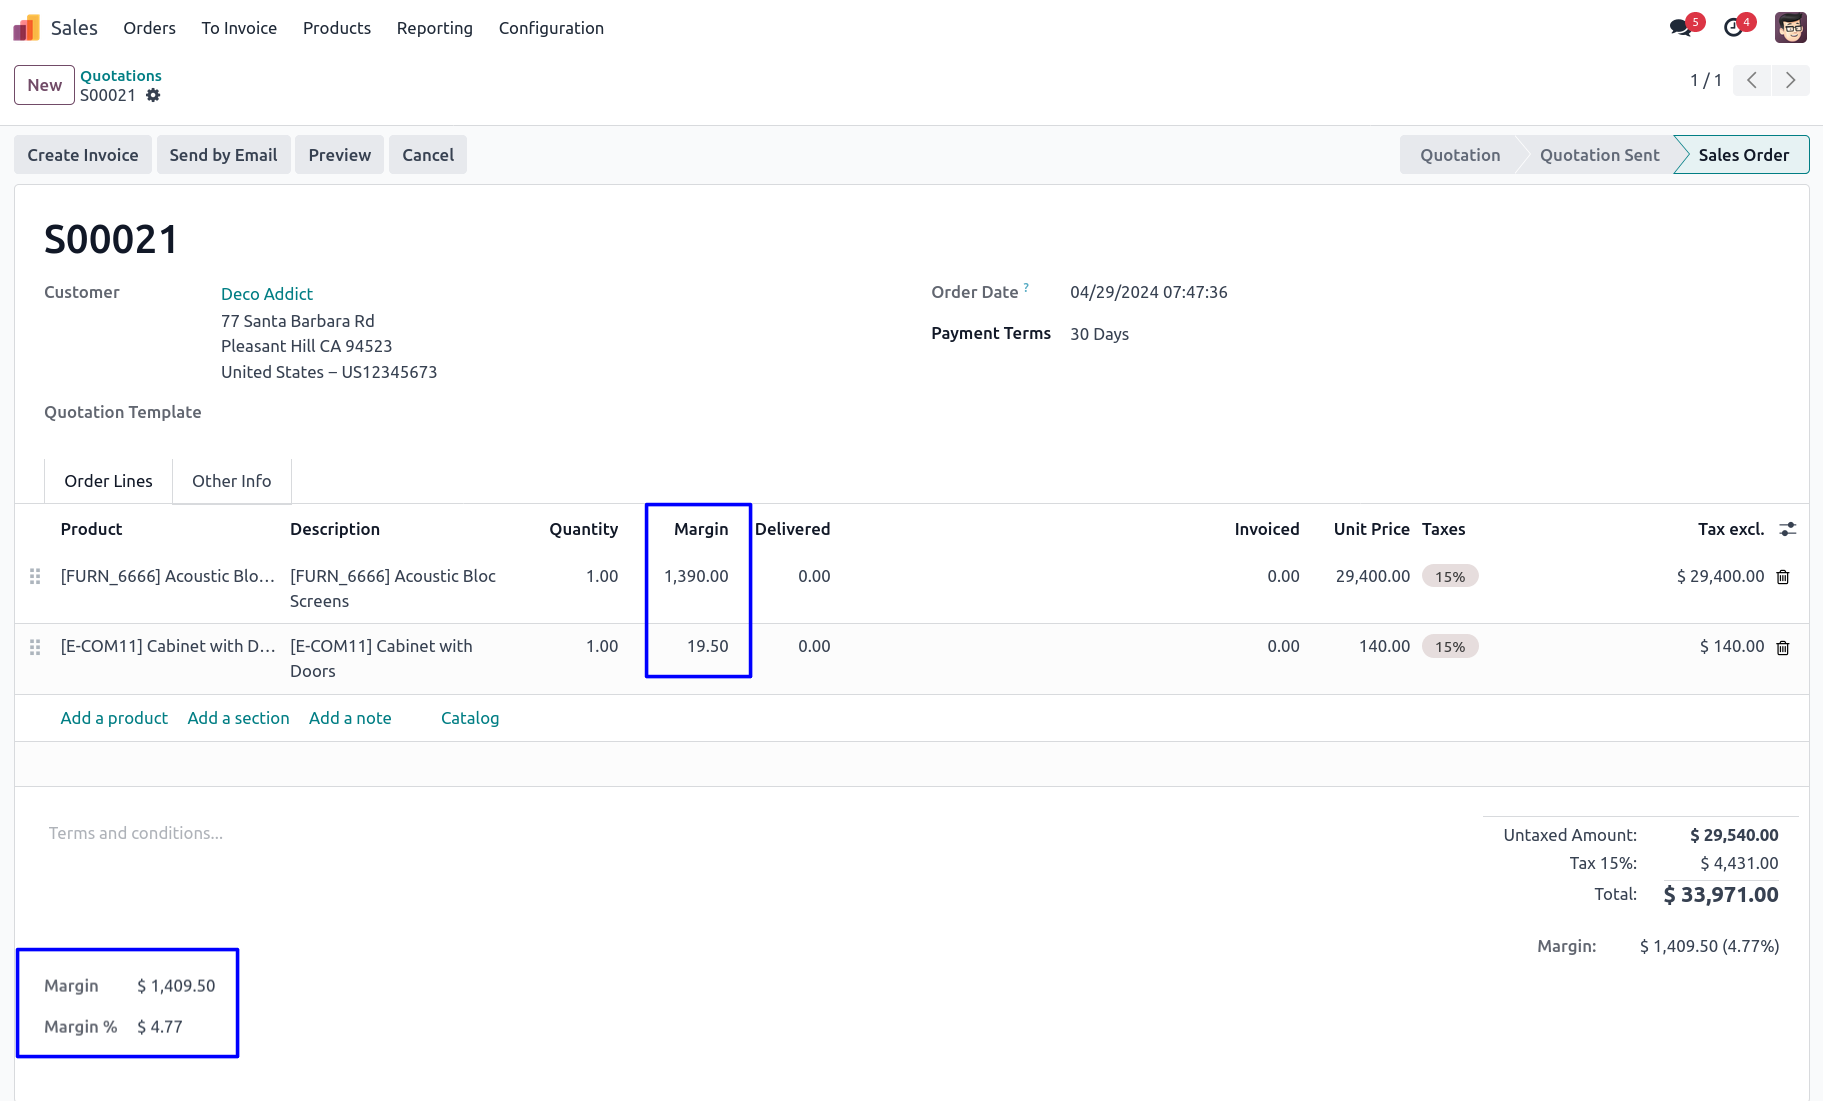 Sales Orders To Invoice Products Reporting Configuration 5 4
New Quotations 1 / 1
S00021
Create Invoice Send by Email Preview Cancel Quotation Quotation Sent Sales Order
S00021
Customer Deco Addict Order Date ? 04/29/2024 07:47:36
77 Santa Barbara Rd
Pleasant Hill CA 94523
United States – US12345673
Payment Terms 30 Days
Quotation Template
Order Lines Other Info
Product Description Quantity Margin Delivered Invoiced Unit Price Taxes Tax excl.
[FURN_6666] Acoustic Blo... [FURN_6666] Acoustic Bloc 1.00 1,390.00 0.00 0.00 29,400.00 15% $ 29,400.00
Screens
[E-COM11] Cabinet with D... [E-COM11] Cabinet with 1.00 19.50 0.00 0.00 140.00 15% $ 140.00
Doors
Add a product Add a section Add a note Catalog
Terms and conditions...
Untaxed Amount: $ 29,540.00
Tax 15%: $ 4,431.00
Total: $ 33,971.00
Margin: $ 1,409.50 (4.77%)
Margin $ 1,409.50
Margin % $ 4.77